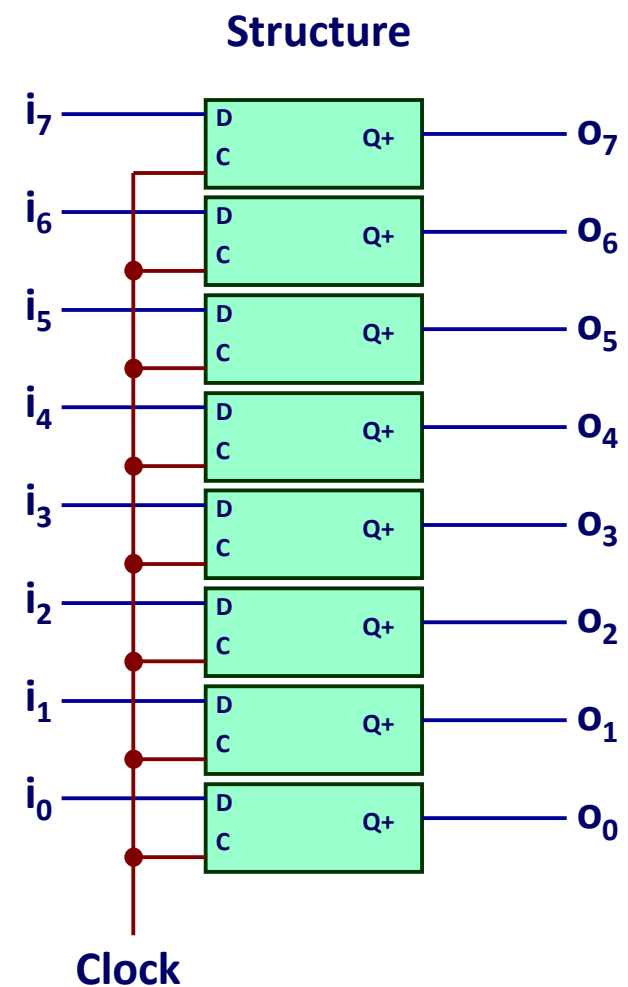 Structure
i7 D Q+ o7
C
i6 D Q+ o6
C
i5 D Q+ o5
C
i4 D Q+ o4
C
i3 D Q+ o3
C
i2 D Q+ o2
C
i1 D Q+ o1
C
i0 D Q+ o0
C
Clock